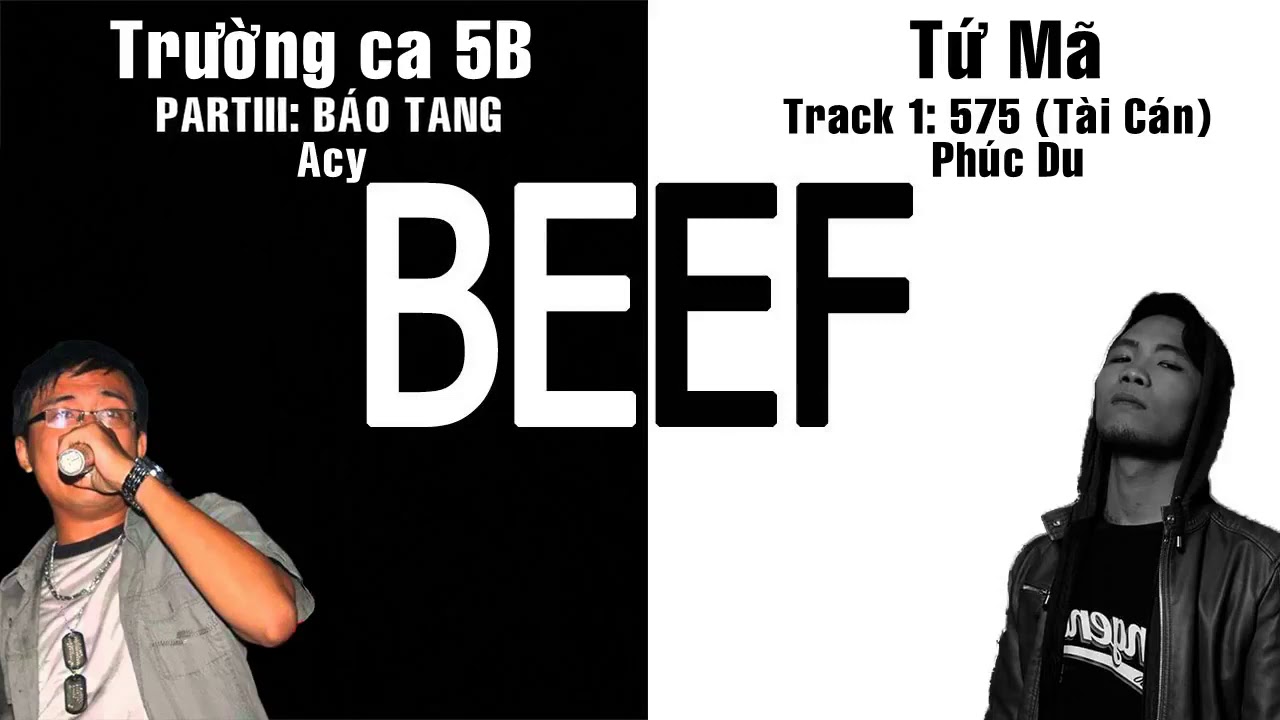 Trường ca 5B
PARTIII: BÁO TANG
Acy
Tứ Mã
Track 1: 575 (Tài Cán)
Phúc Du
BEEF